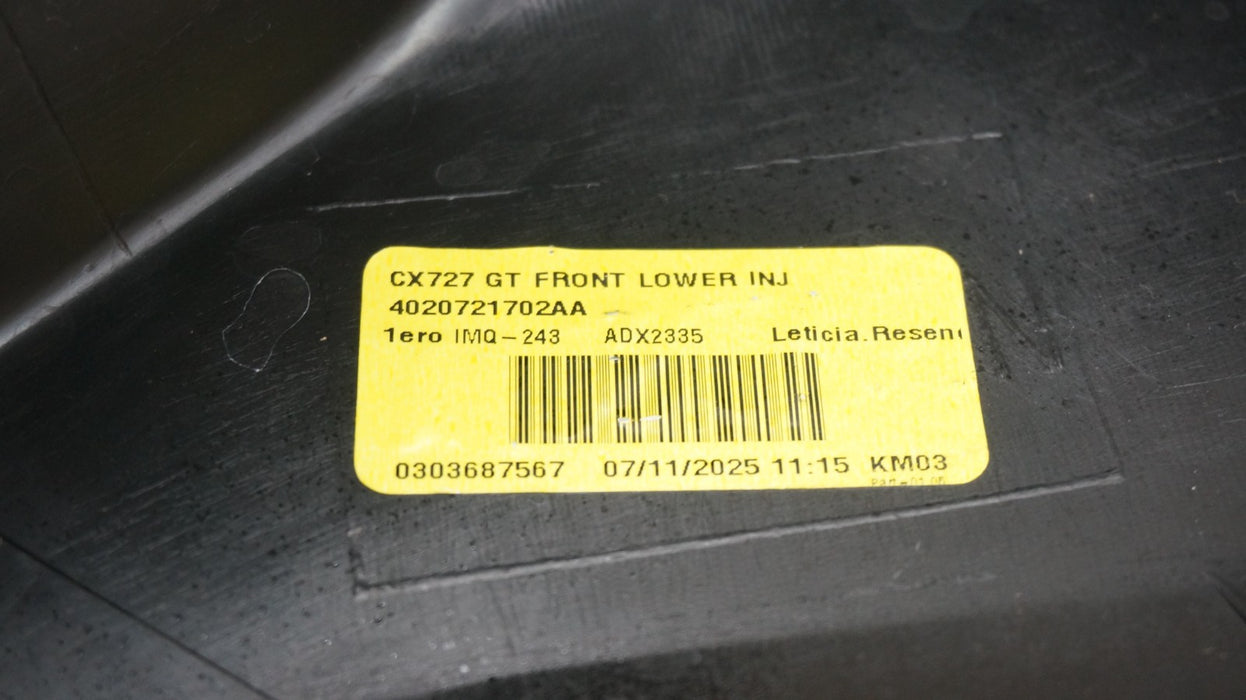 CX727 GT FRONT LOWER INJ
4020721702AA
1ero IMQ-243 ADX2335 Leticia.Resen
0303687567 07/11/2025 11:15 KM03